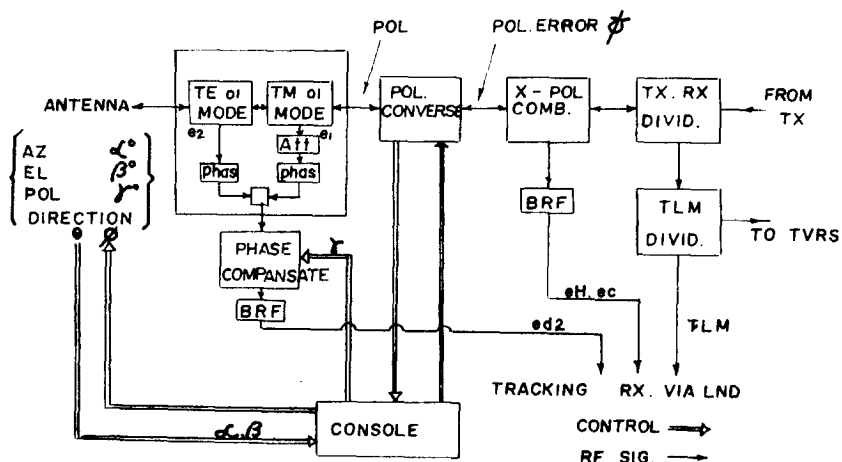 POL
POL. ERROR ϕ
TE 01
MODE
e2
TM 01
MODE
e1
Att
phas
phas
POL.
CONVERSE
X-POL
COMB.
TX. RX
DIVID.
FROM
TX
ANTENNA
AZ α°
EL β°
POL γ°
DIRECTION
θ ϕ
BRF
TLM
DIVID.
TO TVRS
PHASE
COMPANSATE
γ
BRF
eH, ec
ed2
TLM
TRACKING RX. VIA LND
CONSOLE
α, β
CONTROL
RF SIG.